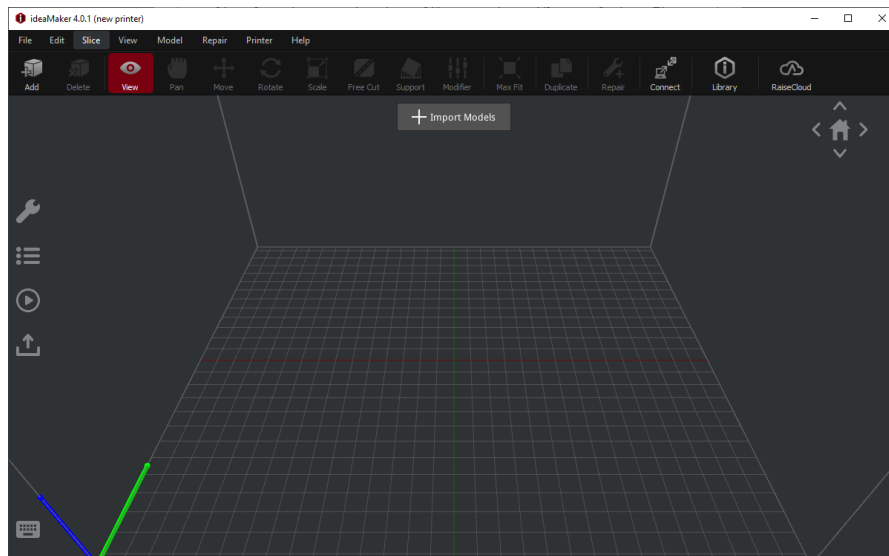 ideaMaker 4.0.1 (new printer)
File Edit Slice View Model Repair Printer Help
Add Delete View Pan Move Rotate Scale Free Cut Support Modifier Max Fit Duplicate Repair Connect Library RaiseCloud
Import Models